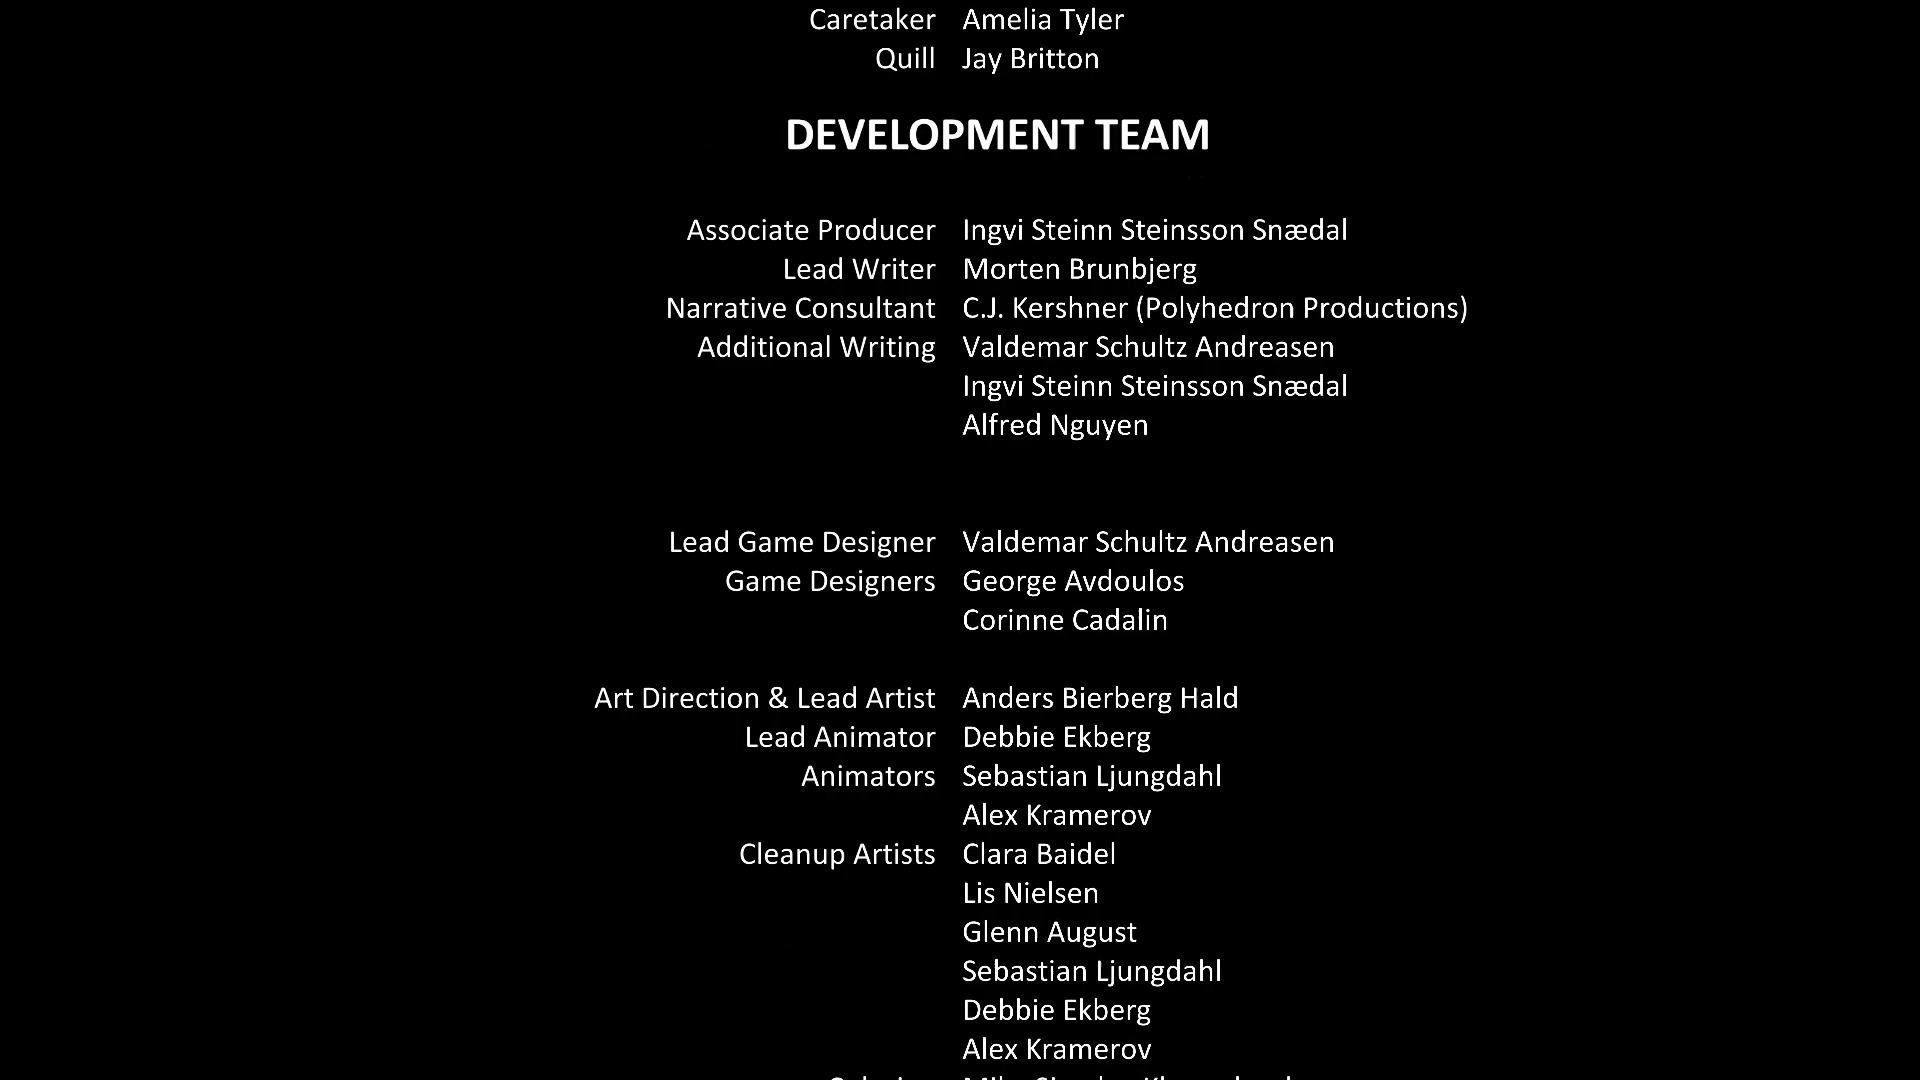 Caretaker Amelia Tyler
Quill Jay Britton
DEVELOPMENT TEAM
Associate Producer Ingvi Steinn Steinsson Snædal
Lead Writer Morten Brunbjerg
Narrative Consultant C.J. Kershner (Polyhedron Productions)
Additional Writing Valdemar Schultz Andreasen
Ingvi Steinn Steinsson Snædal
Alfred Nguyen
Lead Game Designer Valdemar Schultz Andreasen
Game Designers George Avdoulos
Corinne Cadalin
Art Direction & Lead Artist Anders Bierberg Hald
Lead Animator Debbie Ekberg
Animators Sebastian Ljungdahl
Alex Kramerov
Cleanup Artists Clara Baidel
Lis Nielsen
Glenn August
Sebastian Ljungdahl
Debbie Ekberg
Alex Kramerov